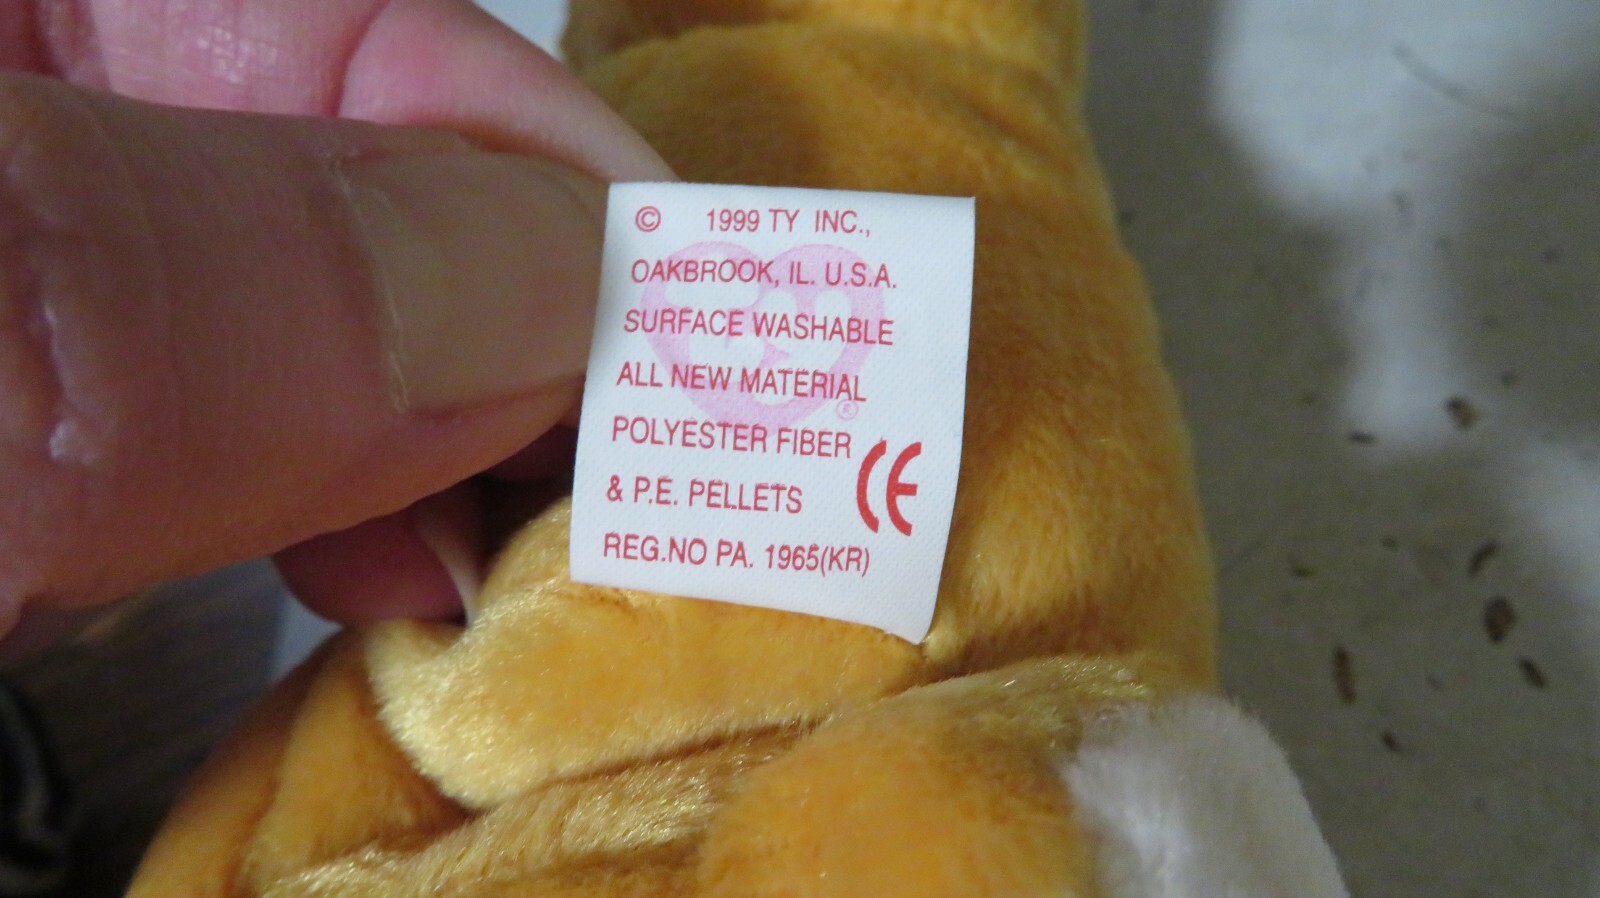 © 1999 TY INC.,
OAKBROOK, IL. U.S.A.
SURFACE WASHABLE
ALL NEW MATERIAL
POLYESTER FIBER
& P.E. PELLETS CE
REG.NO PA. 1965(KR)
ty ®